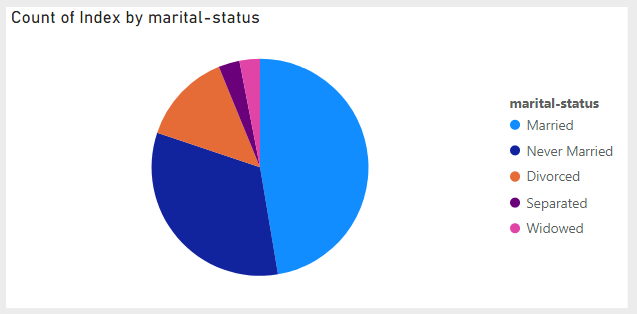 Count of Index by marital-status
marital-status
Married
Never Married
Divorced
Separated
Widowed